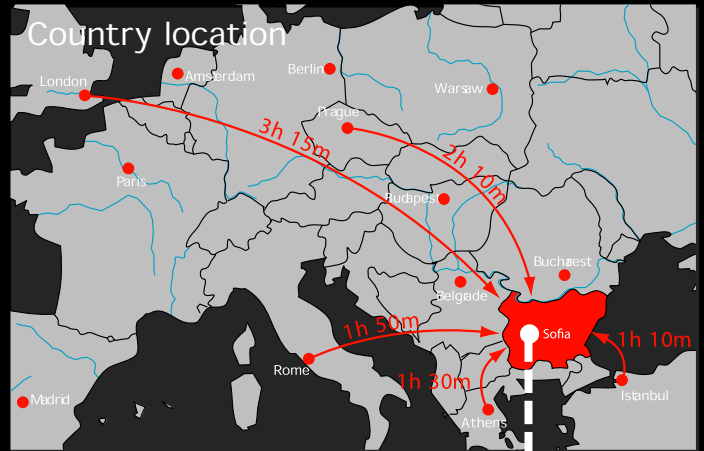 Country location
London
Amsterdam
Berlin
Warsaw
Prague
3h 15m
2h 10m
Paris
Budapest
Bucharest
Belgrade
1h 50m
Sofia
1h 10m
Rome
1h 30m
Istanbul
Madrid
Athens